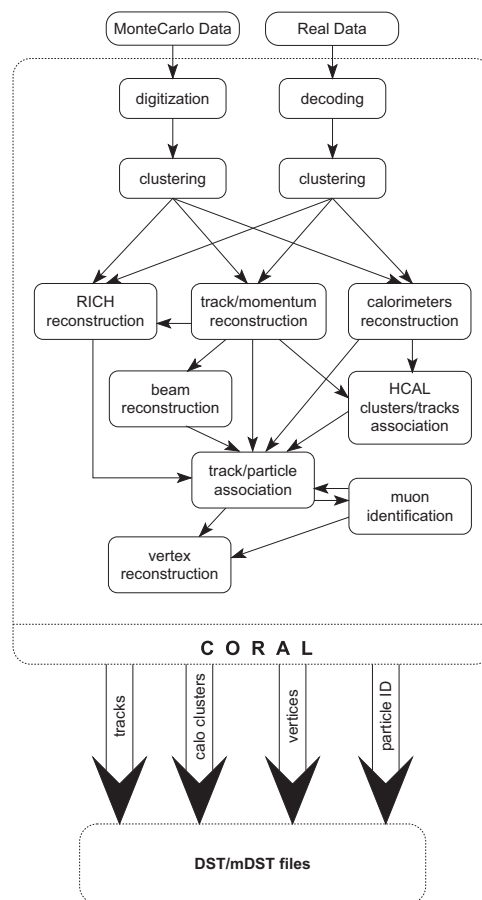 MonteCarlo Data
Real Data
digitization
decoding
clustering
clustering
RICH
reconstruction
track/momentum
reconstruction
calorimeters
reconstruction
beam
reconstruction
HCAL
clusters/tracks
association
track/particle
association
muon
identification
vertex
reconstruction
C O R A L
tracks
calo clusters
vertices
particle ID
DST/mDST files